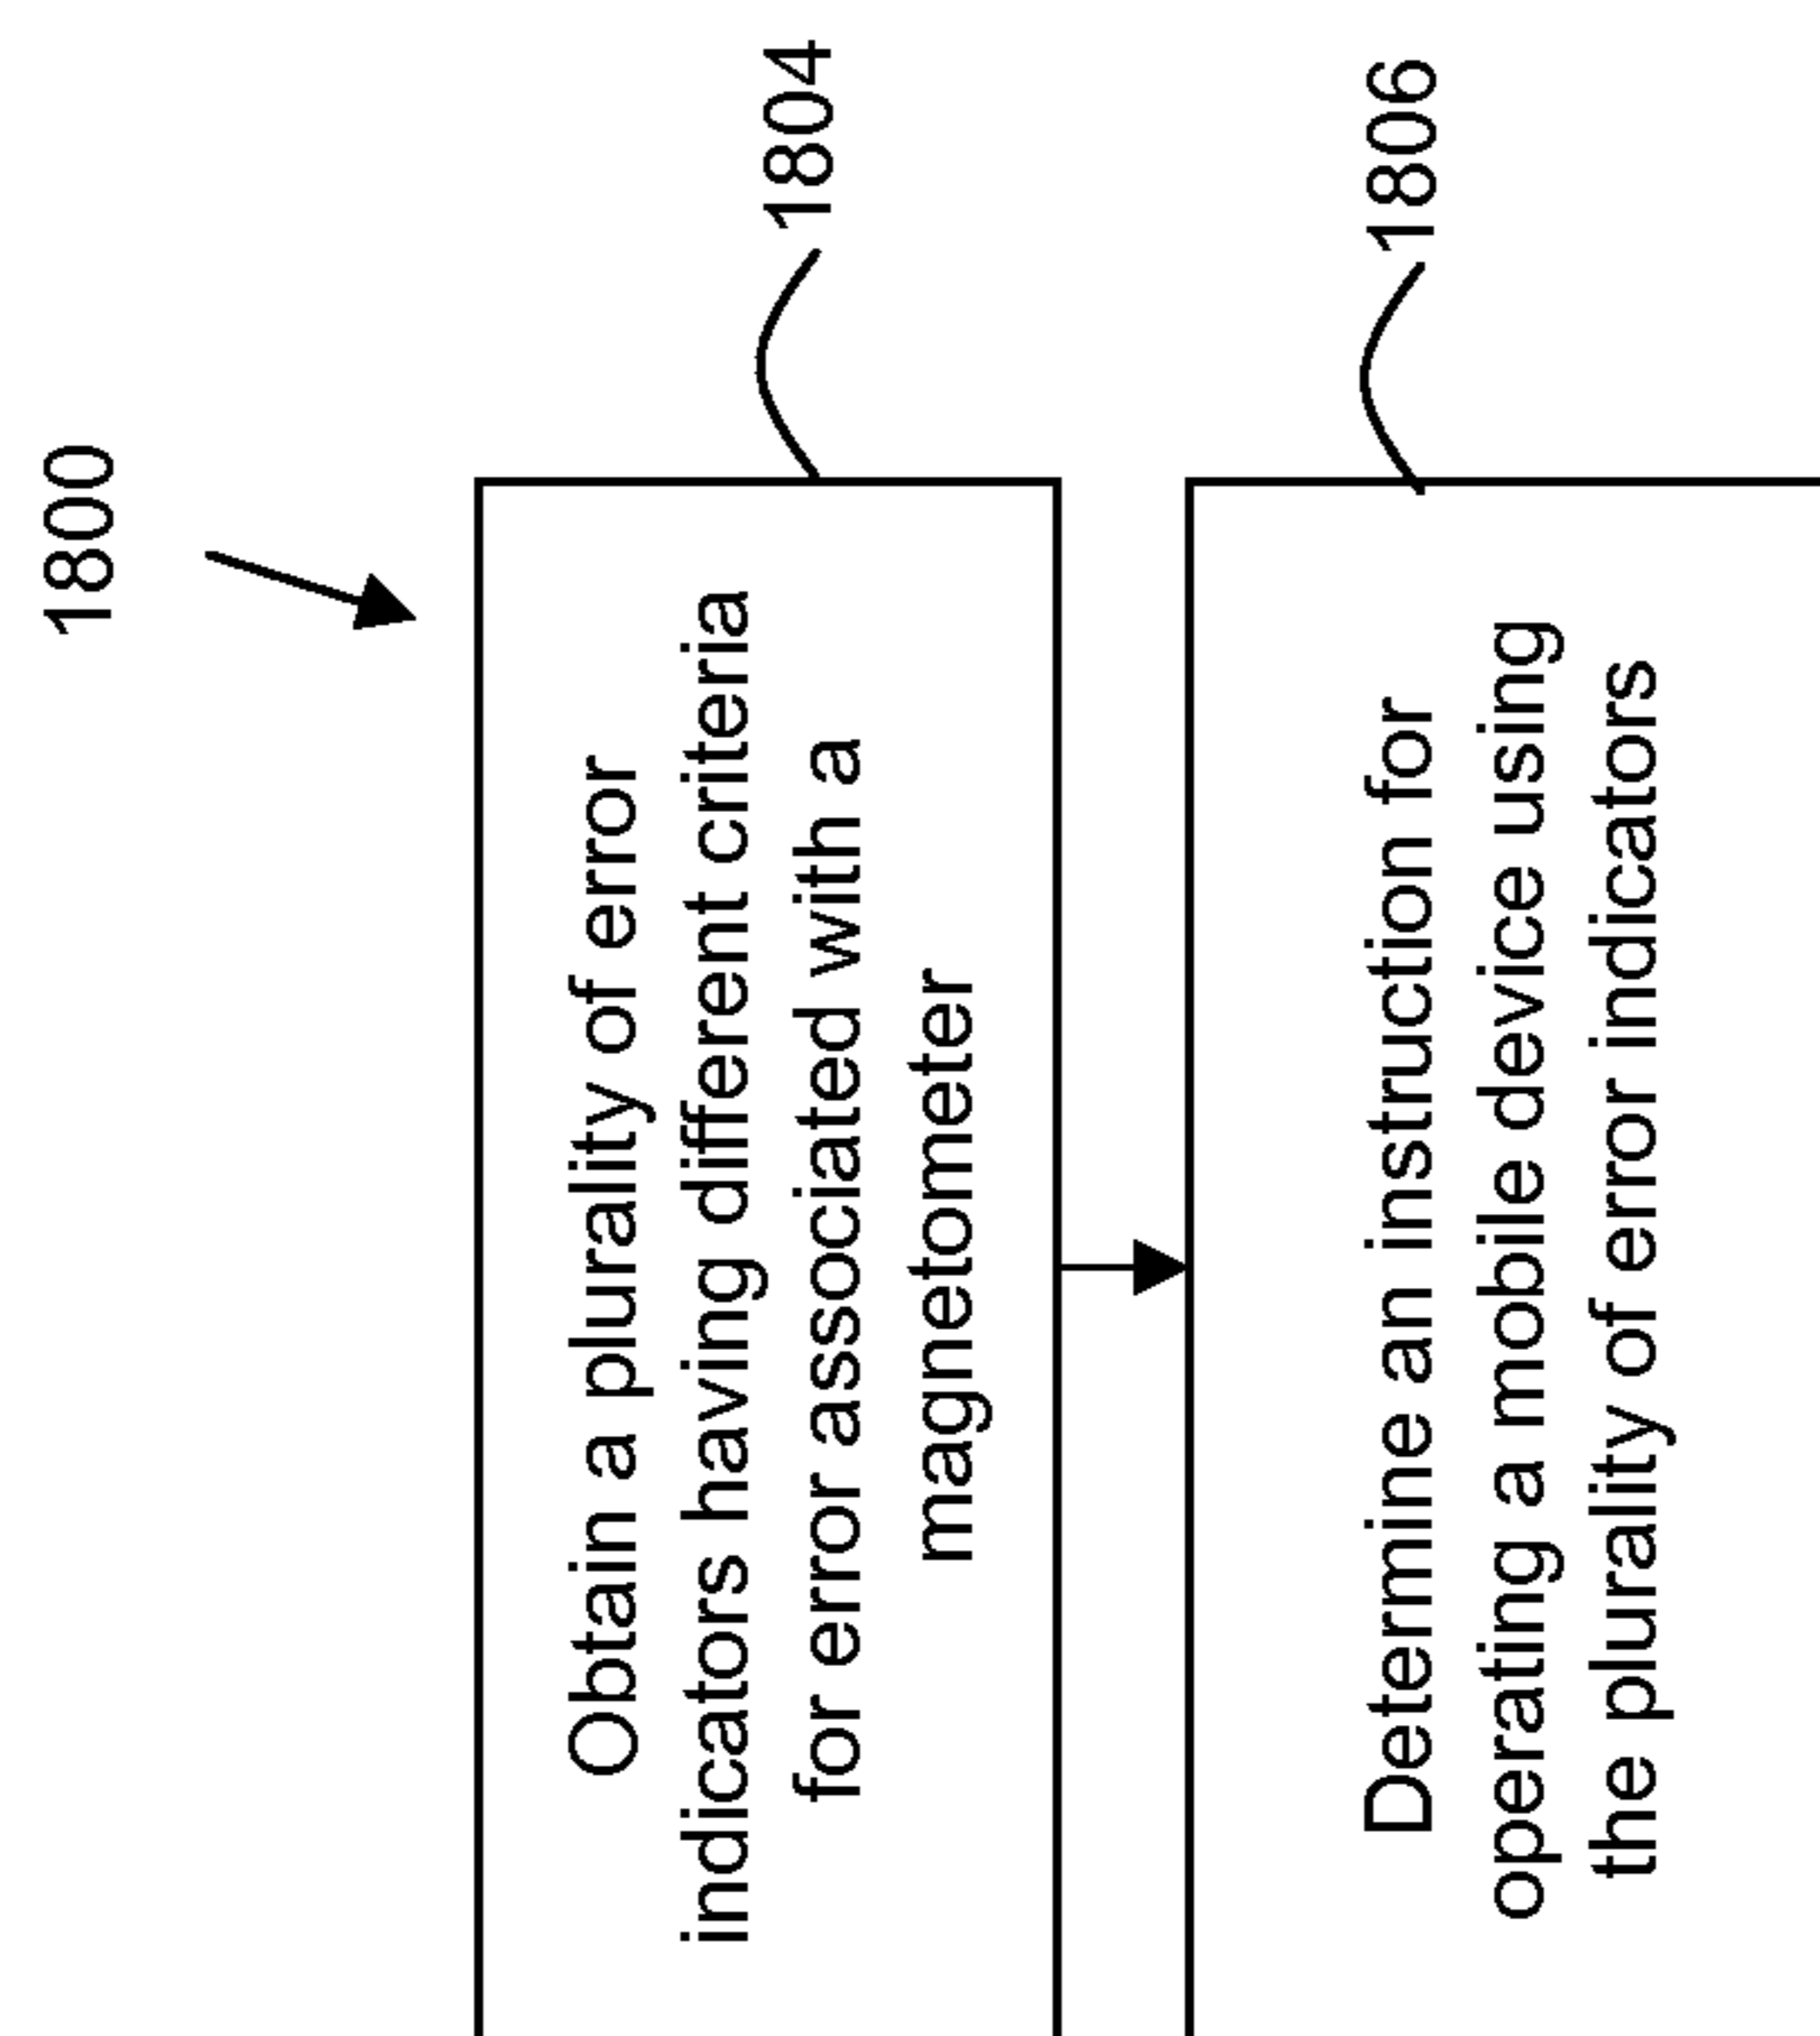 1800
Obtain a plurality of error
indicators having different criteria
for error associated with a
magnetometer
1804
Determine an instruction for
operating a mobile device using
the plurality of error indicators
1806